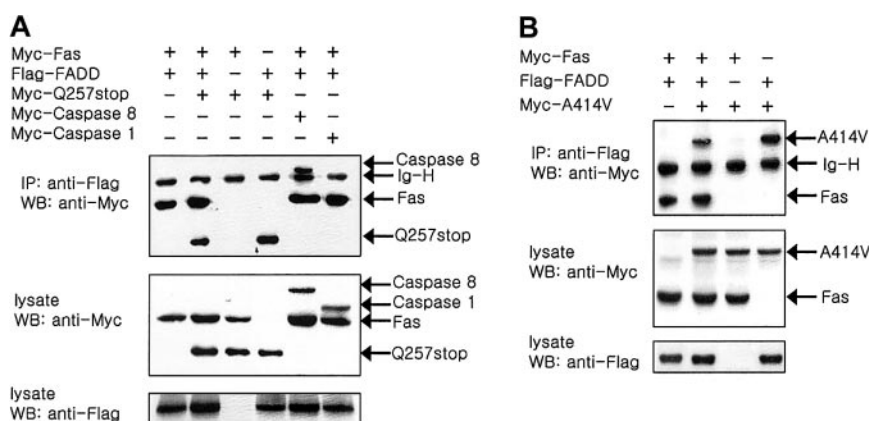 A
Myc-Fas + + + - + +
Flag-FADD + + - + + +
Myc-Q257stop - + + + - -
Myc-Caspase 8 - - - - + -
Myc-Caspase 1 - - - - - +
IP: anti-Flag
WB: anti-Myc
Caspase 8
Ig-H
Fas
Q257stop
lysate
WB: anti-Myc
Caspase 8
Caspase 1
Fas
Q257stop
lysate
WB: anti-Flag
B
Myc-Fas + + + -
Flag-FADD + + - +
Myc-A414V - + + +
IP: anti-Flag
WB: anti-Myc
A414V
Ig-H
Fas
lysate
WB: anti-Myc
A414V
Fas
lysate
WB: anti-Flag